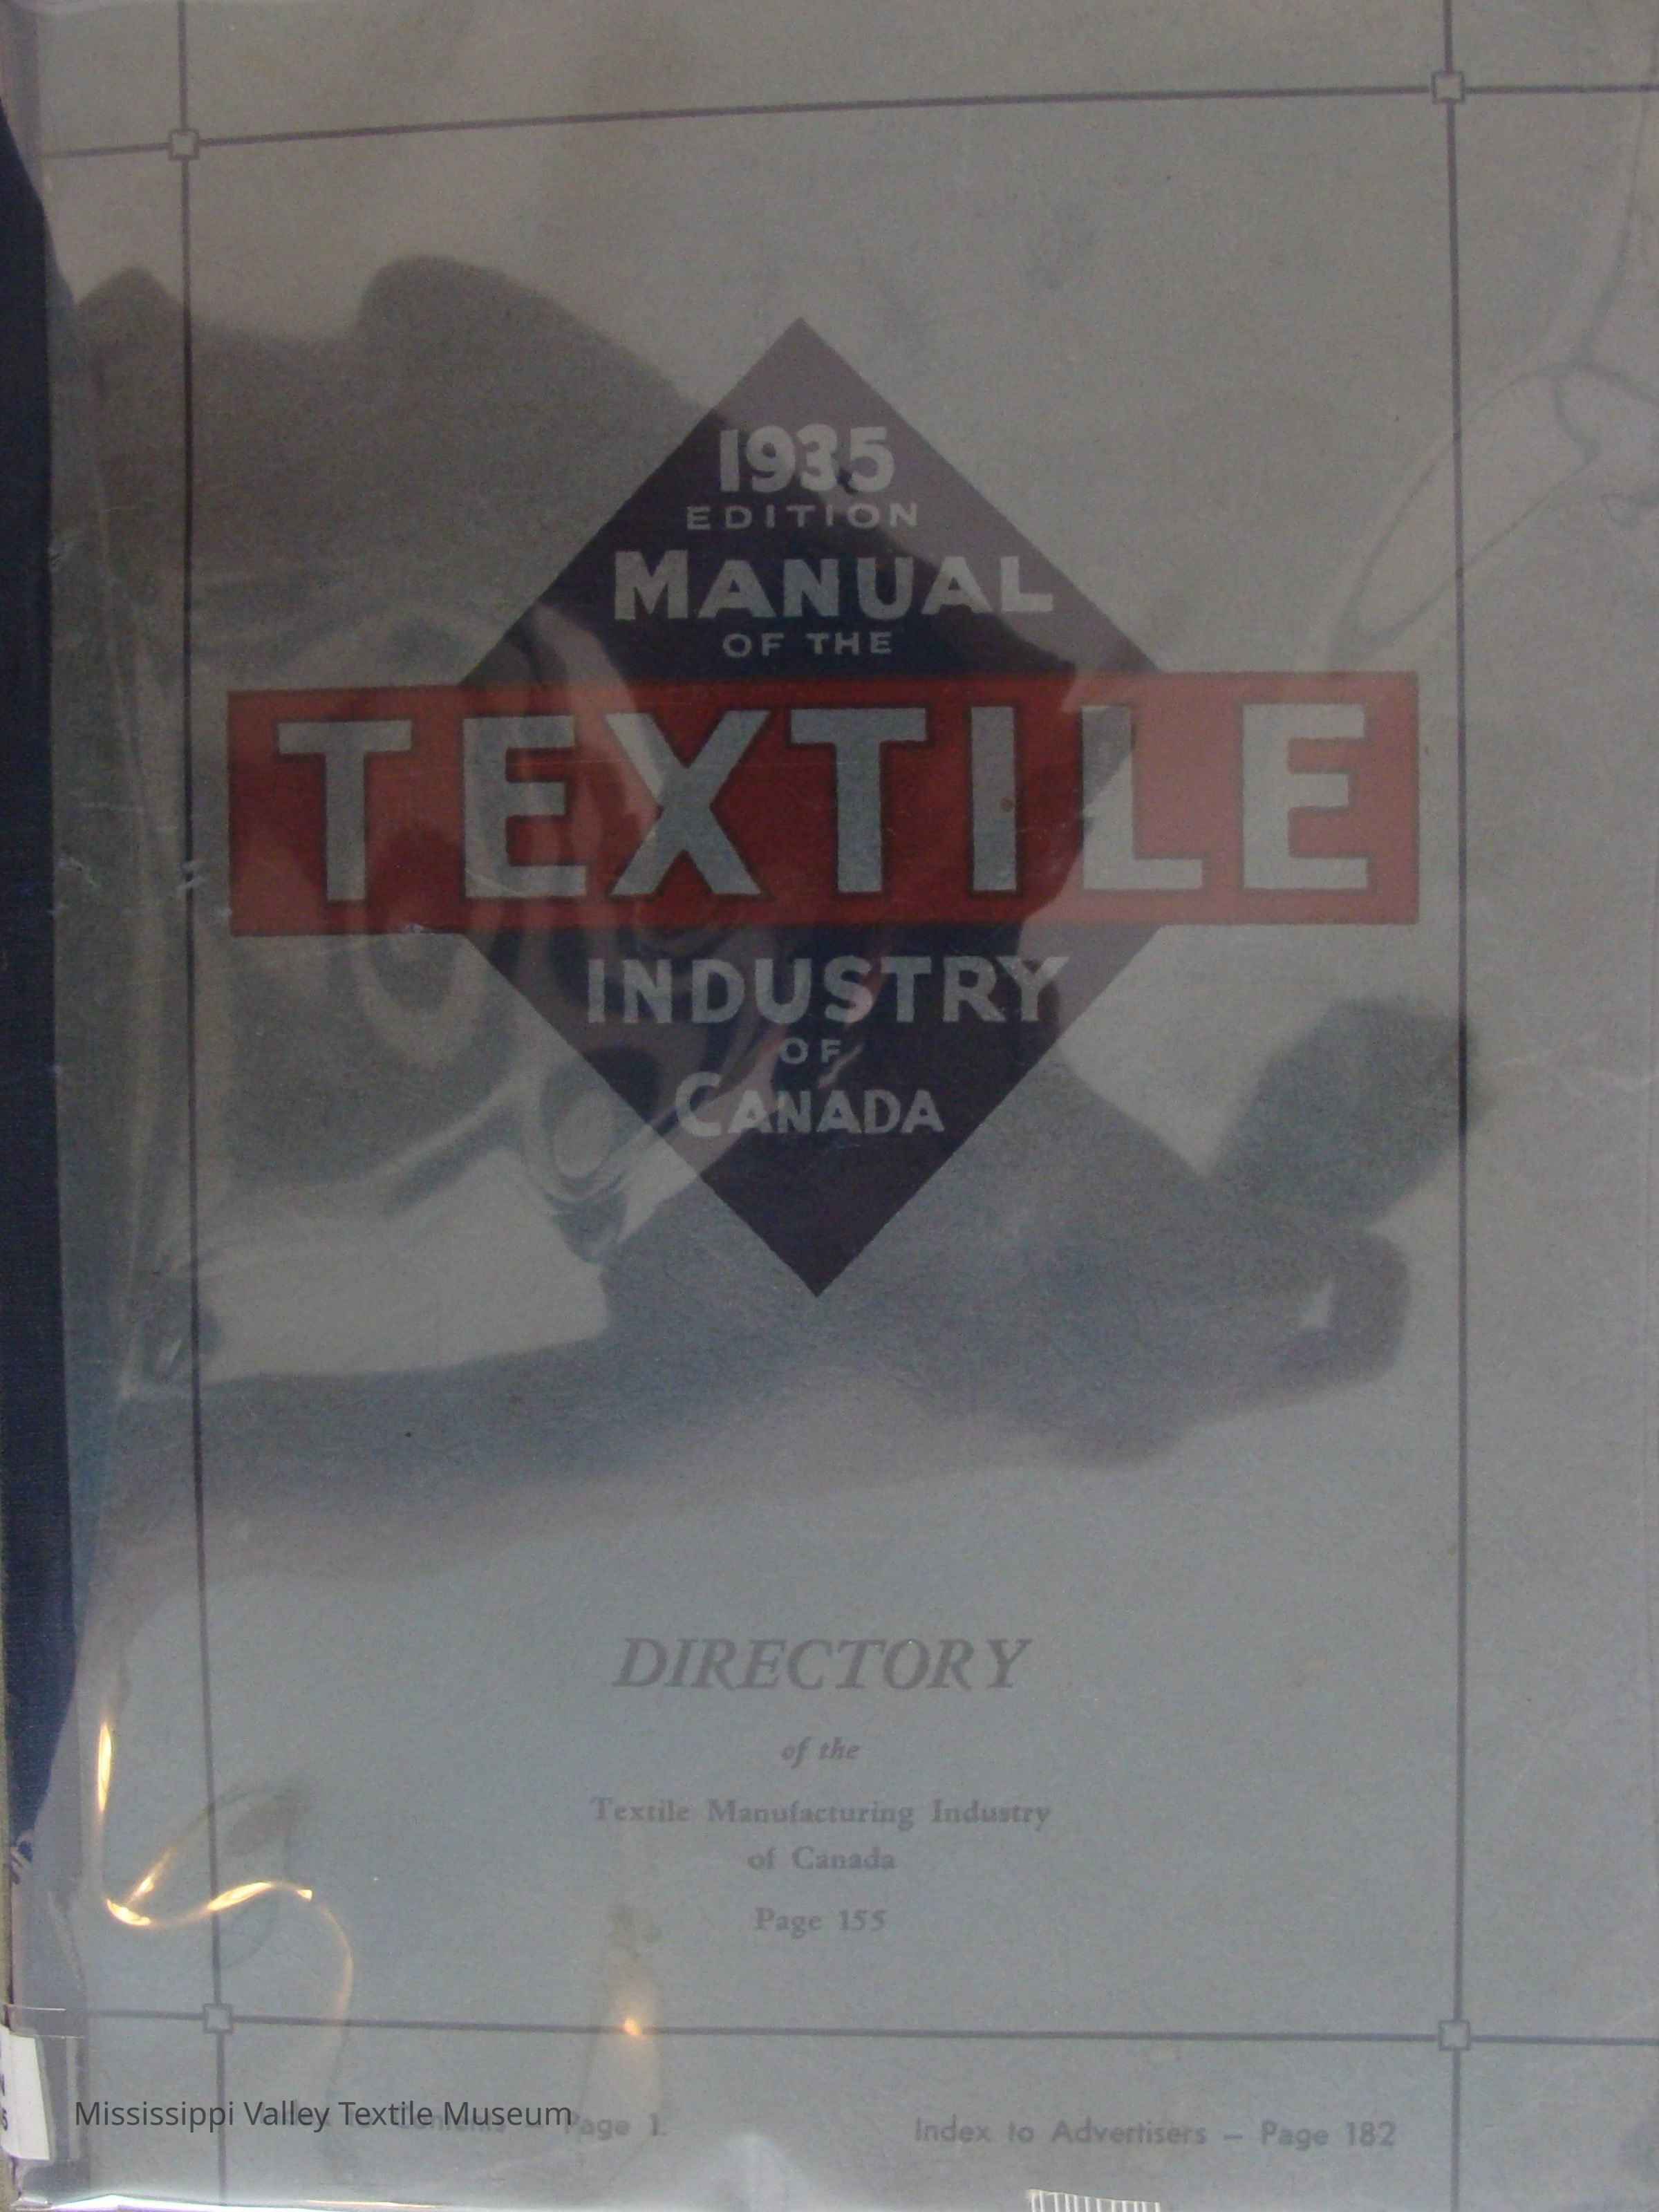 1935
EDITION
MANUAL
OF THE
TEXTILE
INDUSTRY
OF
CANADA
DIRECTORY
of the
Textile Manufacturing Industry
of Canada
Page 155
Contents – Page 1
Index to Advertisers – Page 182
Mississippi Valley Textile Museum